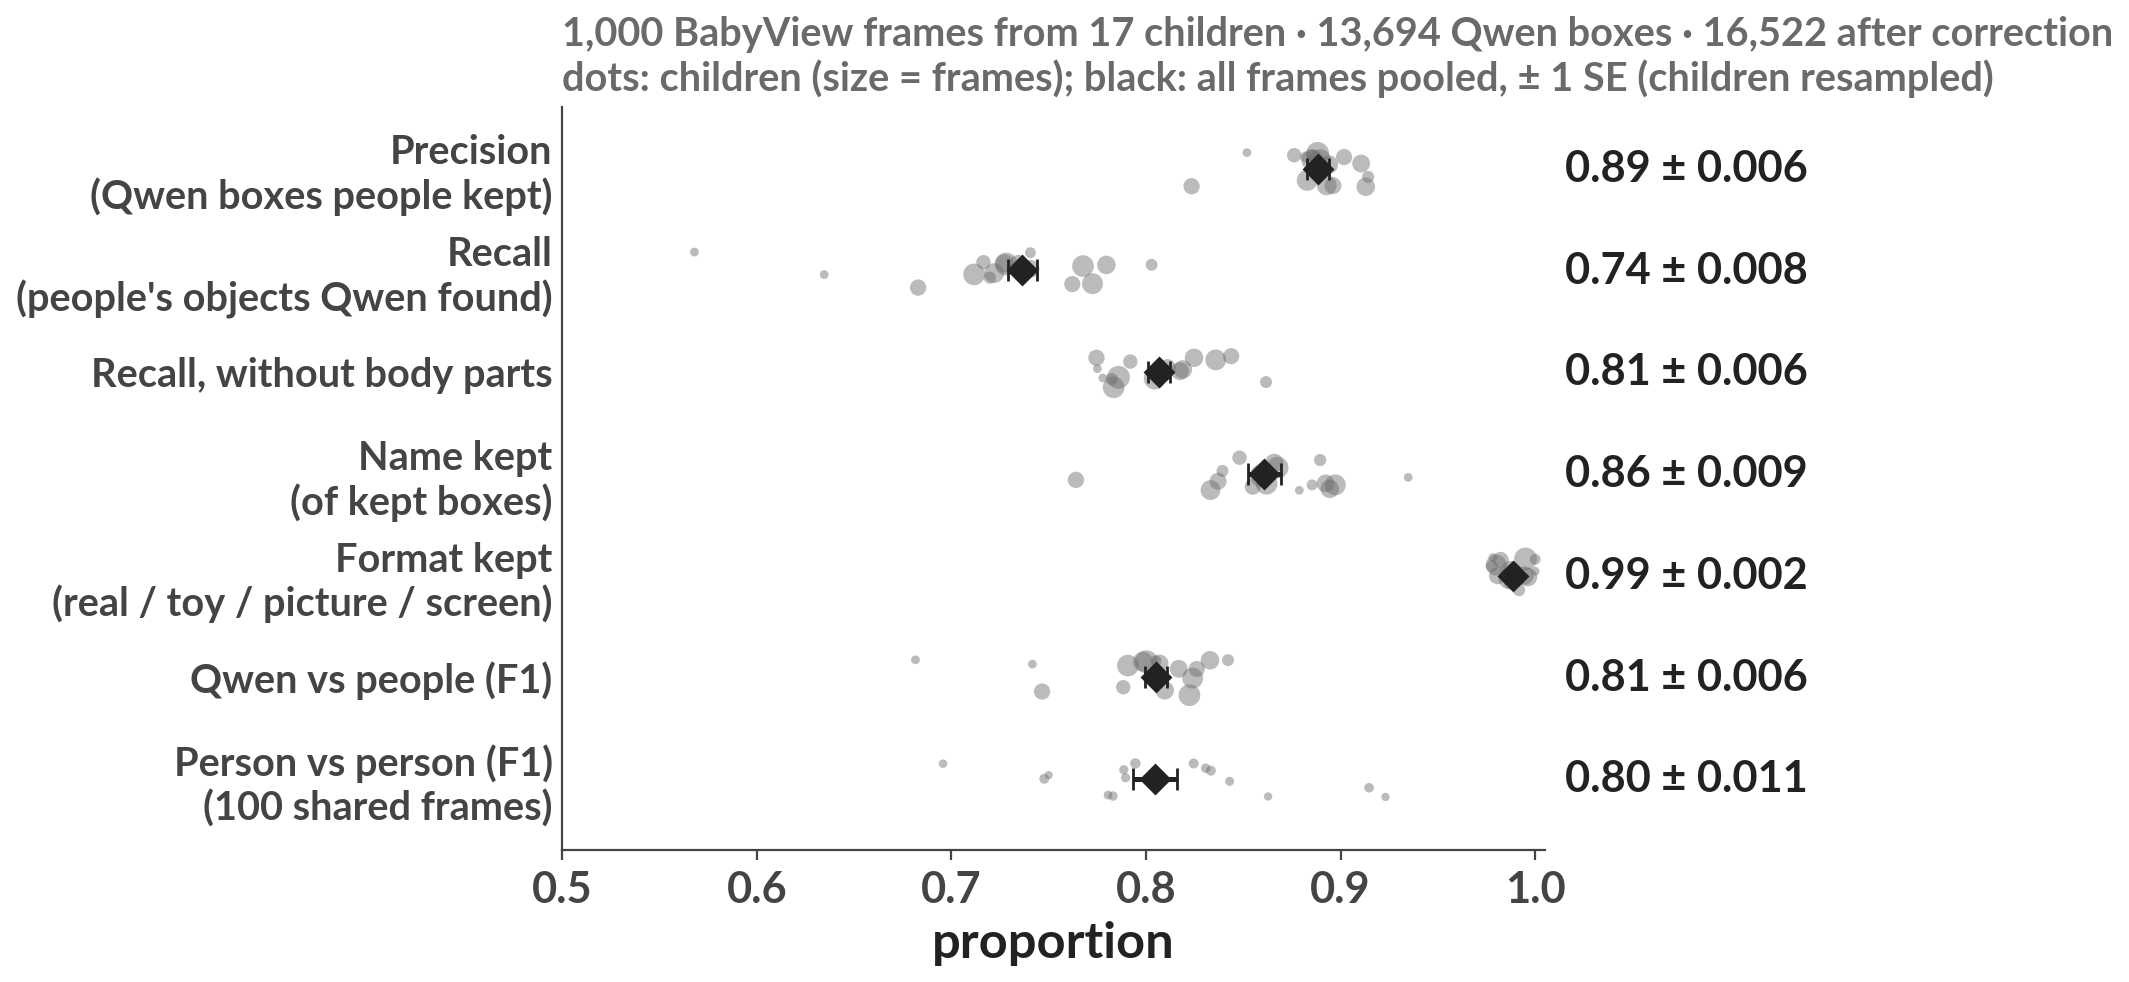 1,000 BabyView frames from 17 children · 13,694 Qwen boxes · 16,522 after correction
dots: children (size = frames); black: all frames pooled, ± 1 SE (children resampled)
Precision
(Qwen boxes people kept)
0.89 ± 0.006
Recall
(people's objects Qwen found)
0.74 ± 0.008
Recall, without body parts
0.81 ± 0.006
Name kept
(of kept boxes)
0.86 ± 0.009
Format kept
(real / toy / picture / screen)
0.99 ± 0.002
Qwen vs people (F1)
0.81 ± 0.006
Person vs person (F1)
(100 shared frames)
0.80 ± 0.011
0.5 0.6 0.7 0.8 0.9 1.0
proportion